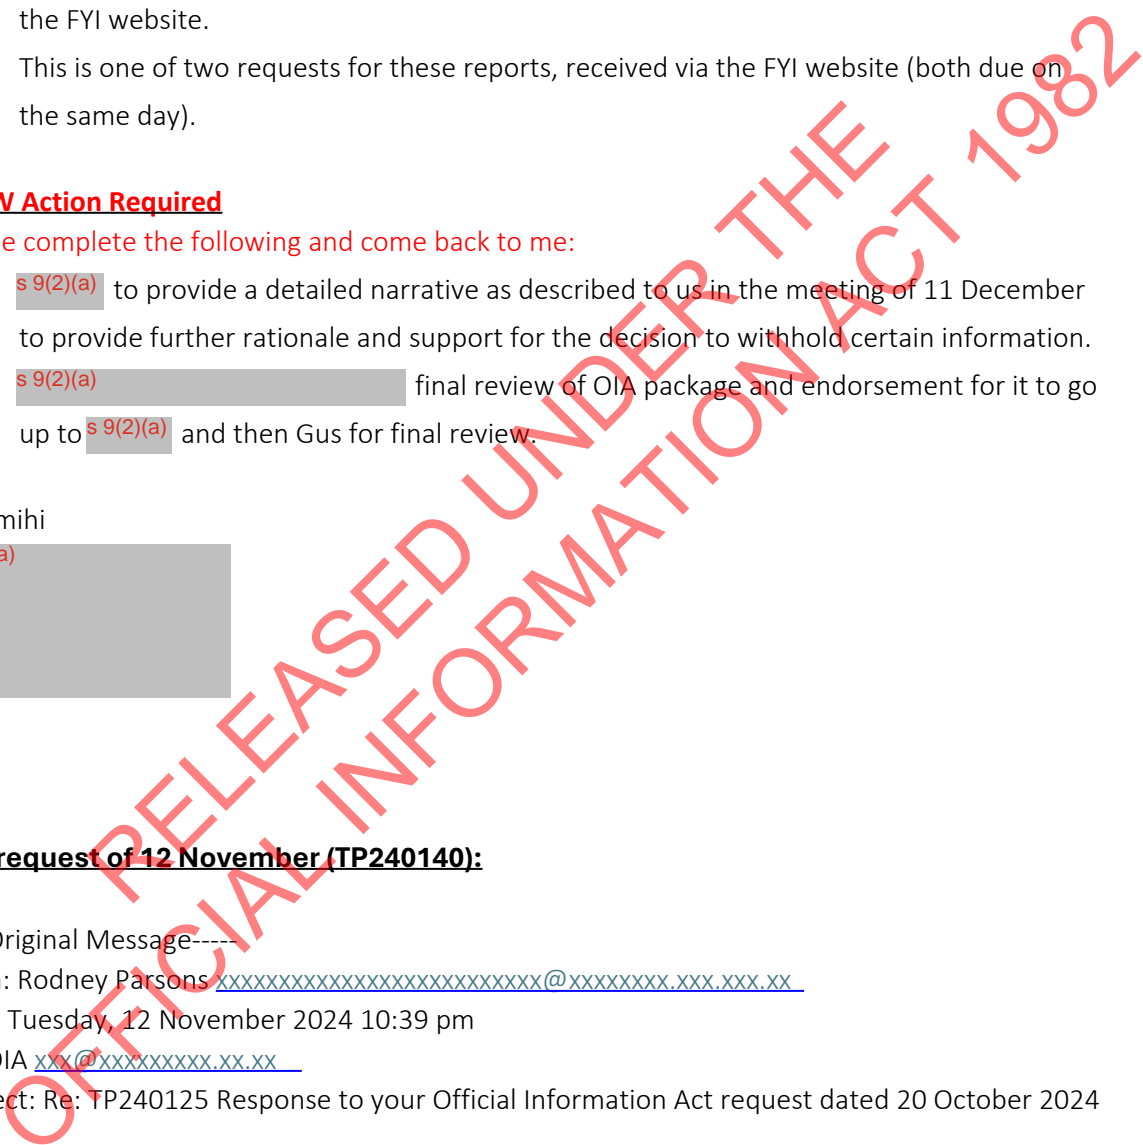 the FYI website.
This is one of two requests for these reports, received via the FYI website (both due on
the same day).
W Action Required
e complete the following and come back to me:
s 9(2)(a) to provide a detailed narrative as described to us in the meeting of 11 December
to provide further rationale and support for the decision to withhold certain information.
s 9(2)(a) final review of OIA package and endorsement for it to go
up to s 9(2)(a) and then Gus for final review.
mihi
a)
request of 12 November (TP240140):
Original Message-----
: Rodney Parsons xxxxxxxxxxxxxxxxxxxxxxxxxx@xxxxxxxx.xxx.xxx.xx
Tuesday, 12 November 2024 10:39 pm
OIA xxx@xxxxxxxxx.xx.xx
ect: Re: TP240125 Response to your Official Information Act request dated 20 October 2024
RELEASED UNDER THE
OFFICIAL INFORMATION ACT 1982